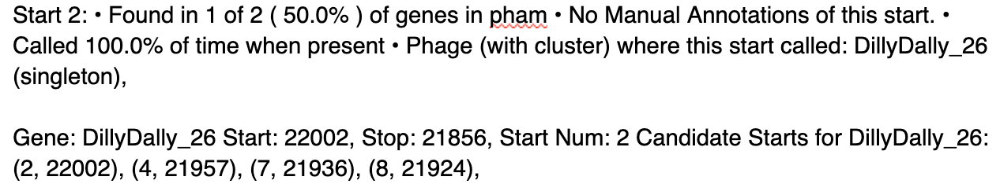 Start 2: • Found in 1 of 2 ( 50.0% ) of genes in pham • No Manual Annotations of this start. •
Called 100.0% of time when present • Phage (with cluster) where this start called: DillyDally_26
(singleton),
Gene: DillyDally_26 Start: 22002, Stop: 21856, Start Num: 2 Candidate Starts for DillyDally_26:
(2, 22002), (4, 21957), (7, 21936), (8, 21924),